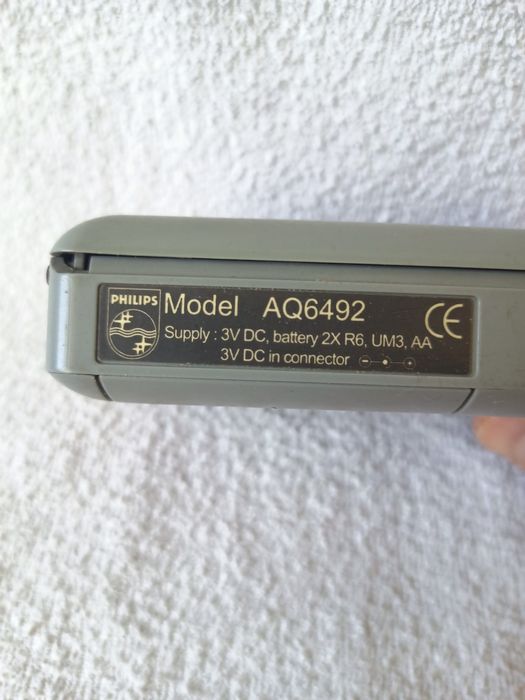 PHILIPS
Model AQ6492
Supply : 3V DC, battery 2X R6, UM3, AA
3V DC in connector
CE